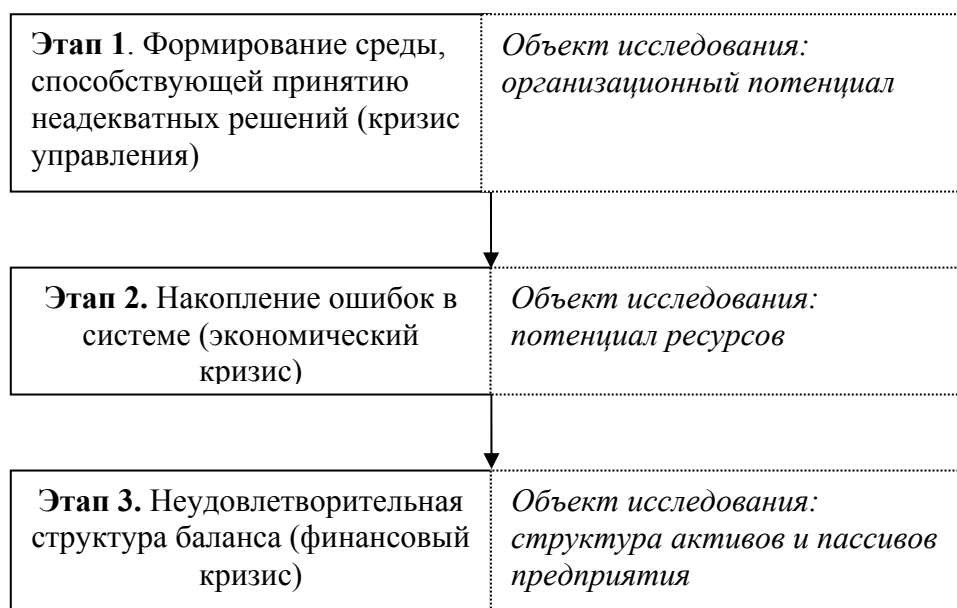 Этап 1. Формирование среды,
способствующей принятию
неадекватных решений (кризис
управления)
Объект исследования:
организационный потенциал
Этап 2. Накопление ошибок в
системе (экономический
кризис)
Объект исследования:
потенциал ресурсов
Этап 3. Неудовлетворительная
структура баланса (финансовый
кризис)
Объект исследования:
структура активов и пассивов
предприятия